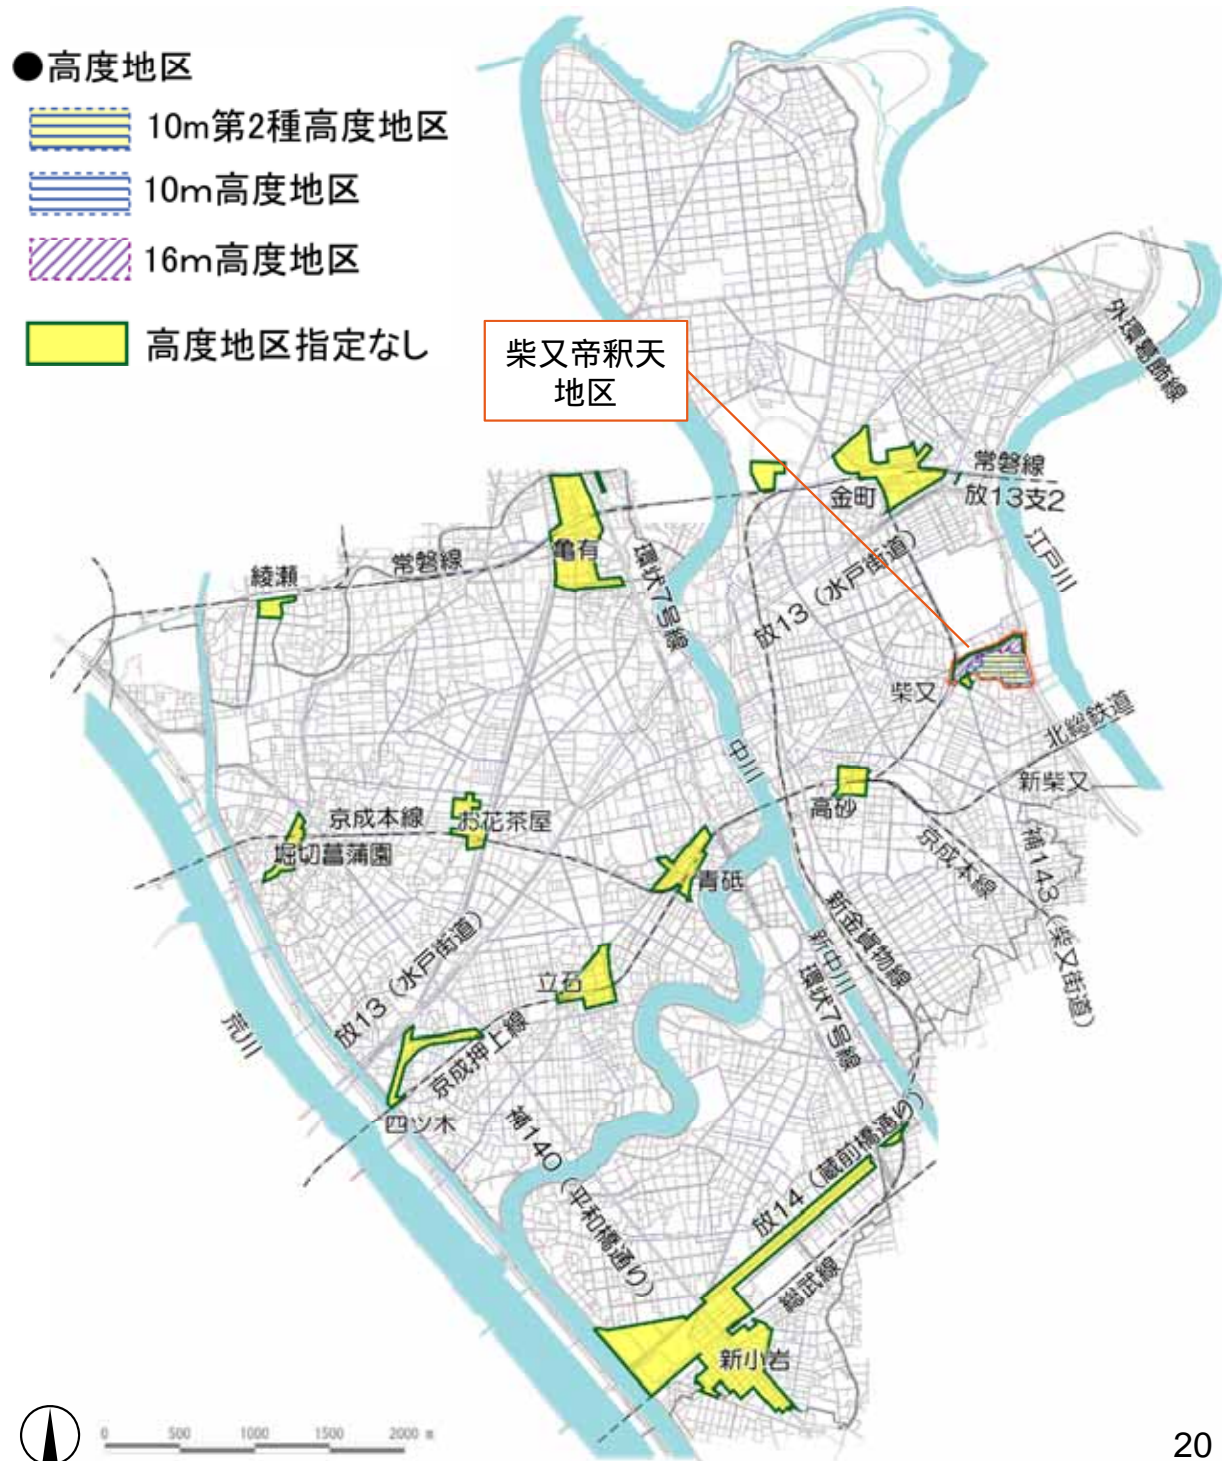 ●高度地区
10m第2種高度地区
10m高度地区
16m高度地区
高度地区指定なし
柴又帝釈天
地区
外環葛飾線
常磐線
放13支2
金町
江戸川
亀有
環状7号線
常磐線
綾瀬
放13（水戸街道）
柴又
北総鉄道
新柴又
中川
高砂
京成本線
補143（柴又街道）
京成本線
お花茶屋
堀切菖蒲園
青砥
新金貨物線
新中川
環状7号線
放13（水戸街道）
立石
荒川
京成押上線
四ツ木
補140（平和橋通り）
放14（蔵前橋通り）
総武線
新小岩
0 500 1000 1500 2000 m
20